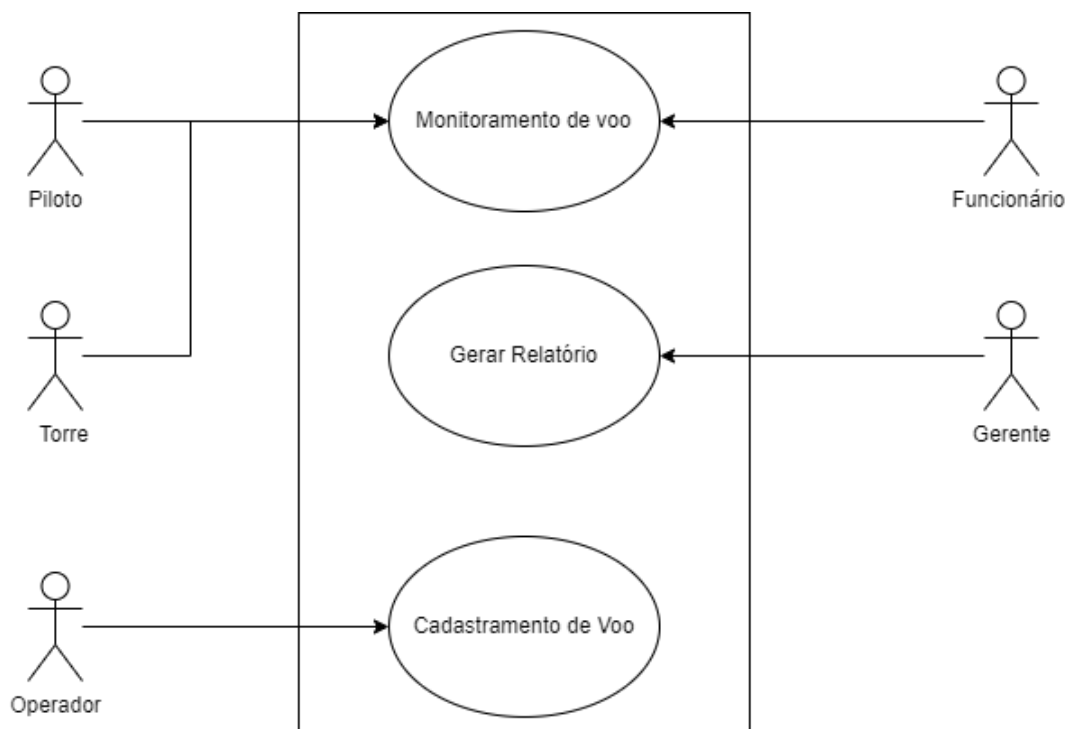 Monitoramento de voo
Piloto
Funcionário
Gerar Relatório
Torre
Gerente
Cadastramento de Voo
Operador